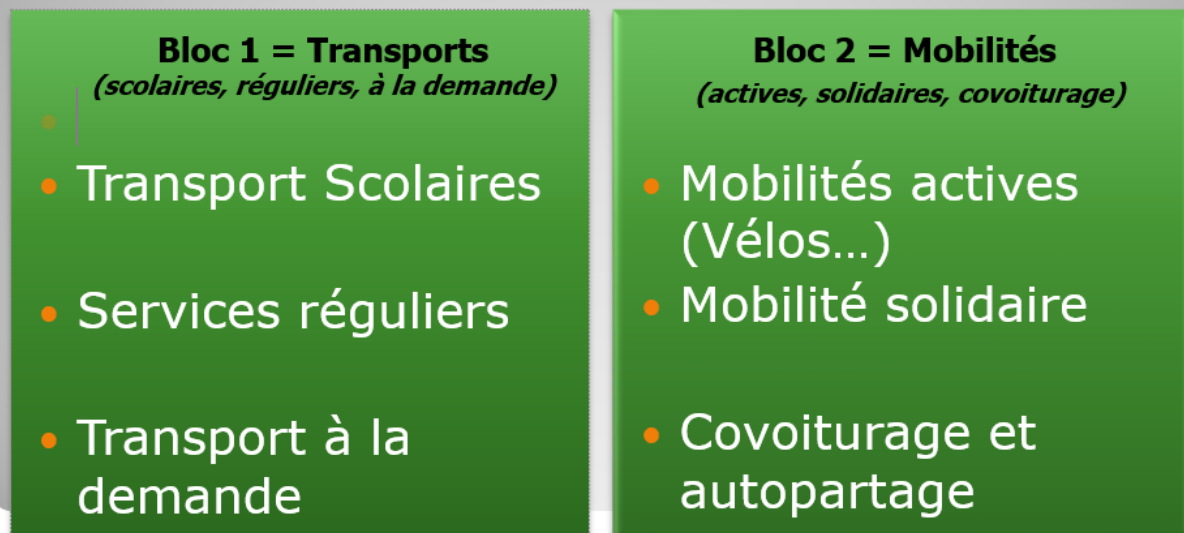 Bloc 1 = Transports
(scolaires, réguliers, à la demande)
Transport Scolaires
Services réguliers
Transport à la
demande
Bloc 2 = Mobilités
(actives, solidaires, covoiturage)
Mobilités actives
(Vélos...)
Mobilité solidaire
Covoiturage et
autopartage